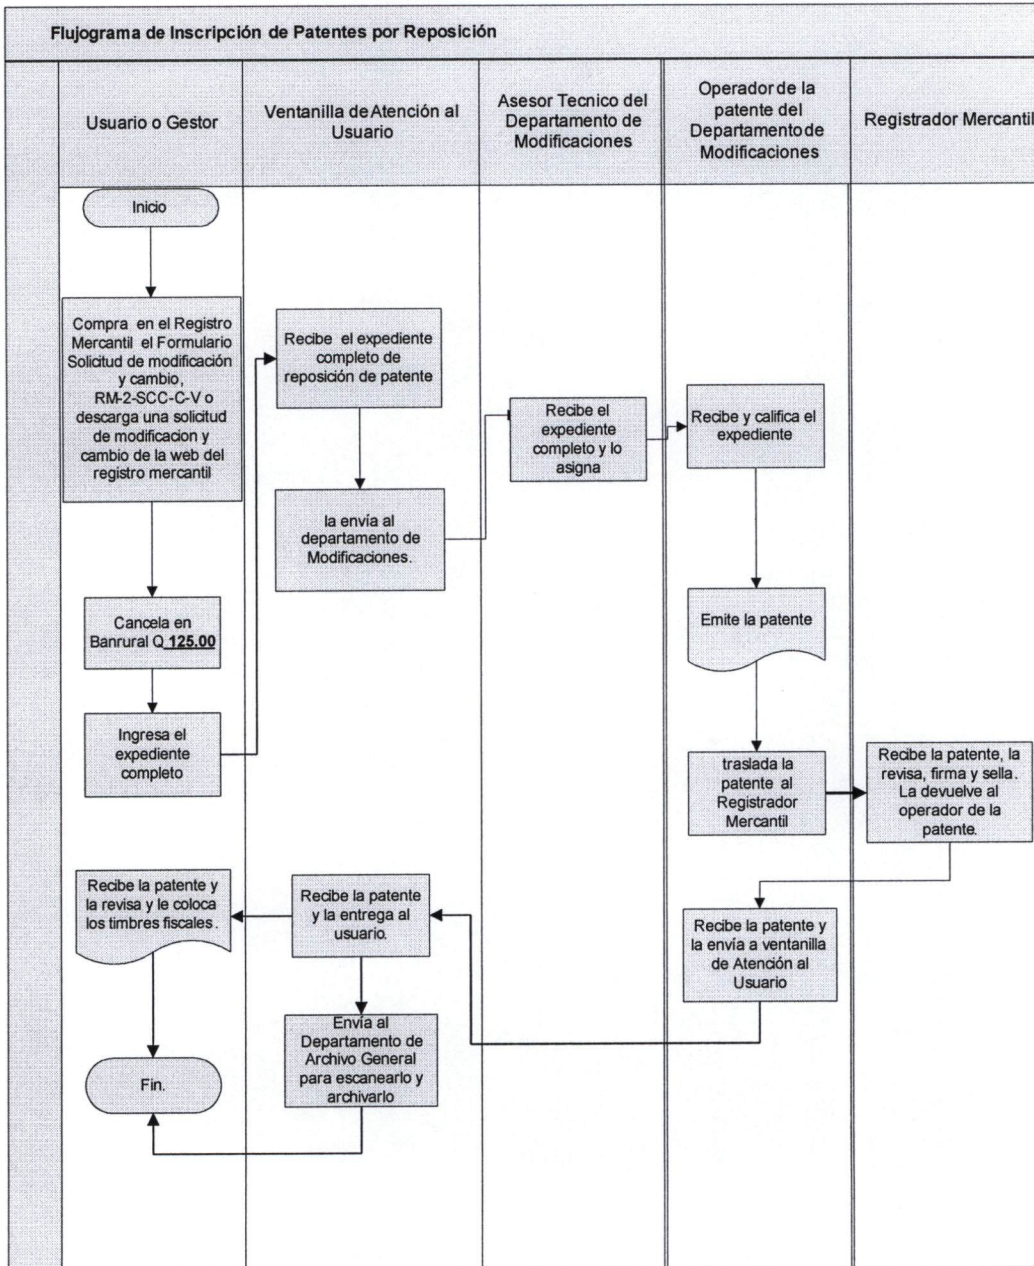 Flujograma de Inscripción de Patentes por Reposición
Usuario o Gestor
Ventanilla de Atención al
Usuario
Asesor Tecnico del
Departamento de
Modificaciones
Operador de la
patente del
Departamento de
Modificaciones
Registrador Mercantil
Inicio
Compra en el Registro
Mercantil el Formulario
Solicitud de modificación
y cambio,
RM-2-SCC-C-V o
descarga una solicitud
de modificacion y
cambio de la web del
registro mercantil
Cancela en
Banrural Q 125.00
Ingresa el
expediente
completo
Recibe el expediente
completo de
reposición de patente
la envía al
departamento de
Modificaciones.
Recibe el
expediente
completo y lo
asigna
Recibe y califica el
expediente
Emite la patente
traslada la
patente al
Registrador
Mercantil
Recibe la patente, la
revisa, firma y sella.
La devuelve al
operador de la
patente.
Recibe la patente y
la envía a ventanilla
de Atención al
Usuario
Recibe la patente
y la entrega al
usuario.
Recibe la patente y
la revisa y le coloca
los timbres fiscales.
Envía al
Departamento de
Archivo General
para escanearlo y
archivarlo
Fin.